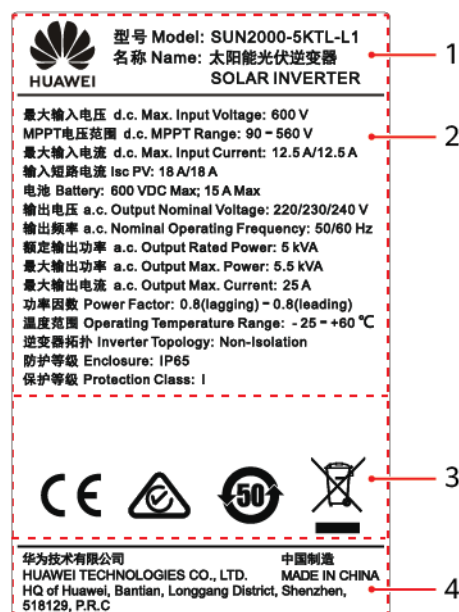 型号 Model: SUN2000-5KTL-L1
名称 Name: 太阳能光伏逆变器
SOLAR INVERTER
HUAWEI
1
最大输入电压 d.c. Max. Input Voltage: 600 V
MPPT电压范围 d.c. MPPT Range: 90 - 560 V
最大输入电流 d.c. Max. Input Current: 12.5 A/12.5 A
输入短路电流 Isc PV: 18 A/18 A
电池 Battery: 600 VDC Max; 15 A Max
输出电压 a.c. Output Nominal Voltage: 220/230/240 V
输出频率 a.c. Nominal Operating Frequency: 50/60 Hz
额定输出功率 a.c. Output Rated Power: 5 kVA
最大输出功率 a.c. Output Max. Power: 5.5 kVA
最大输出电流 a.c. Output Max. Current: 25 A
功率因数 Power Factor: 0.8(lagging) - 0.8(leading)
温度范围 Operating Temperature Range: - 25 - +60 ℃
逆变器拓扑 Inverter Topology: Non-Isolation
防护等级 Enclosure: IP65
保护等级 Protection Class: I
2
CE
50
3
华为技术有限公司 中国制造
HUAWEI TECHNOLOGIES CO., LTD. MADE IN CHINA
HQ of Huawei, Bantian, Longgang District, Shenzhen,
518129, P.R.C
4